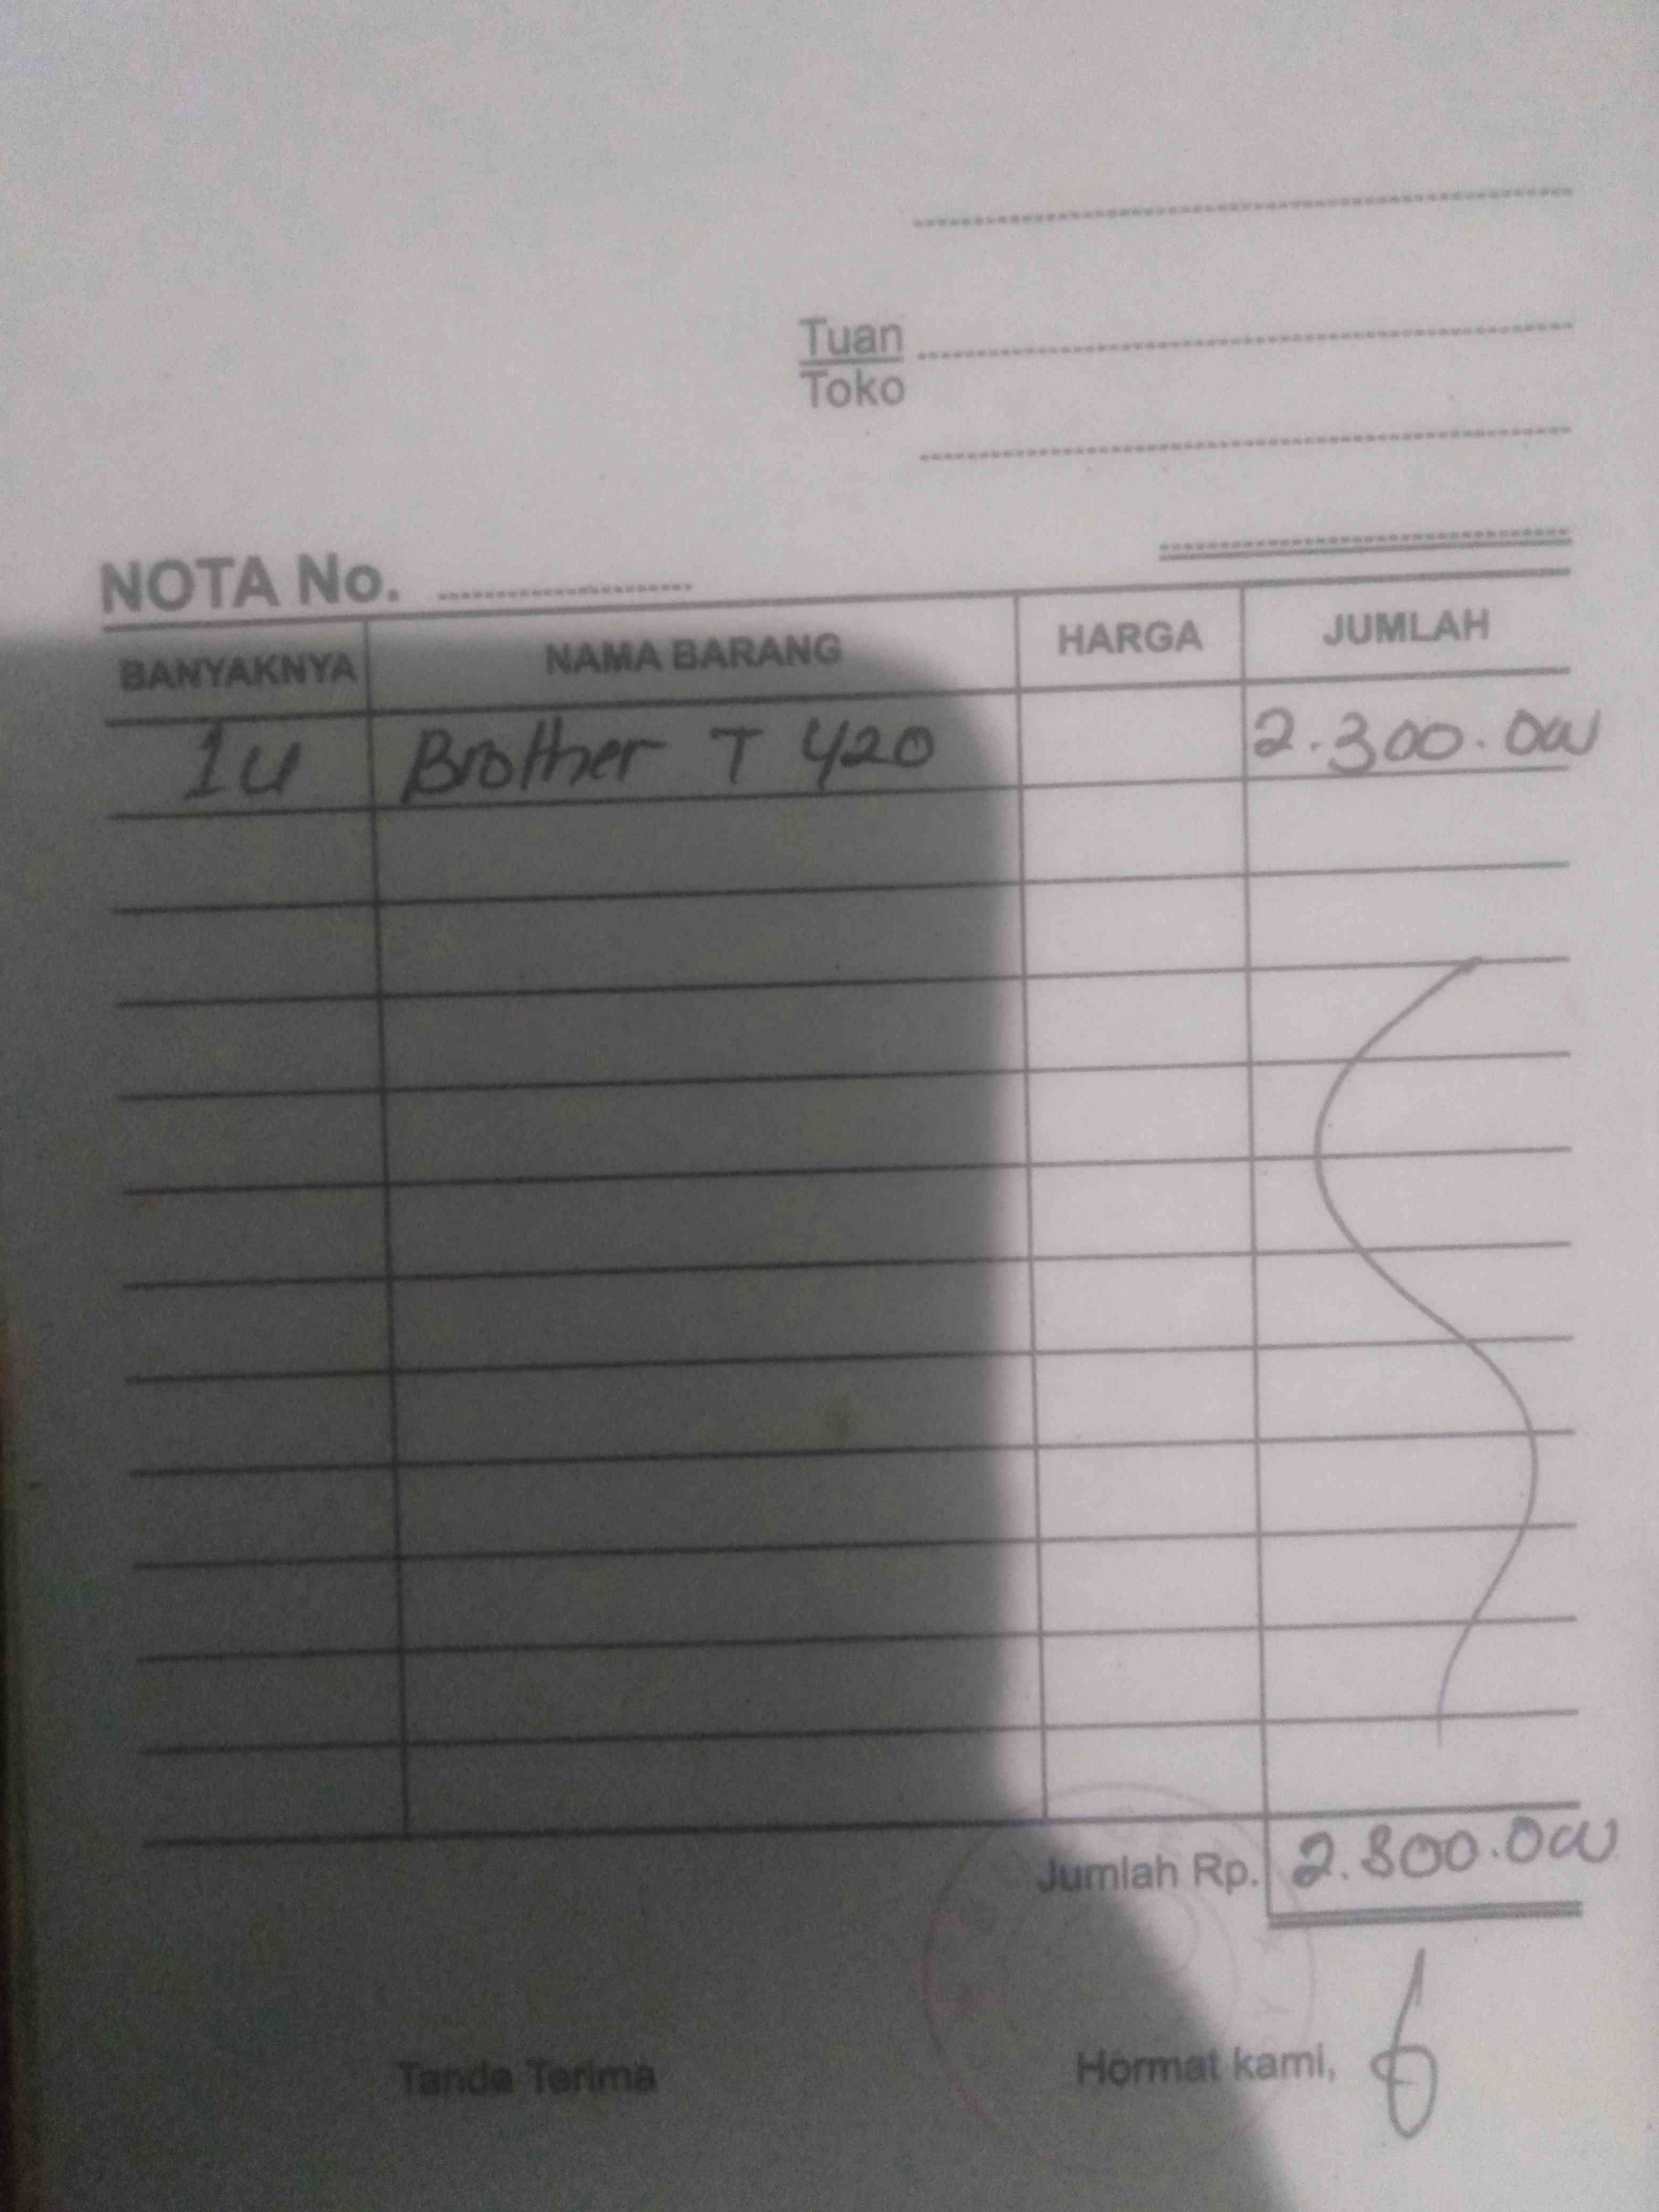 Tuan
Toko
NOTA No.
BANYAKNYA NAMA BARANG HARGA JUMLAH
1 U Brother T 420 2.300.000
Jumlah Rp. 2.300.000
Tanda Terima Hormat kami,